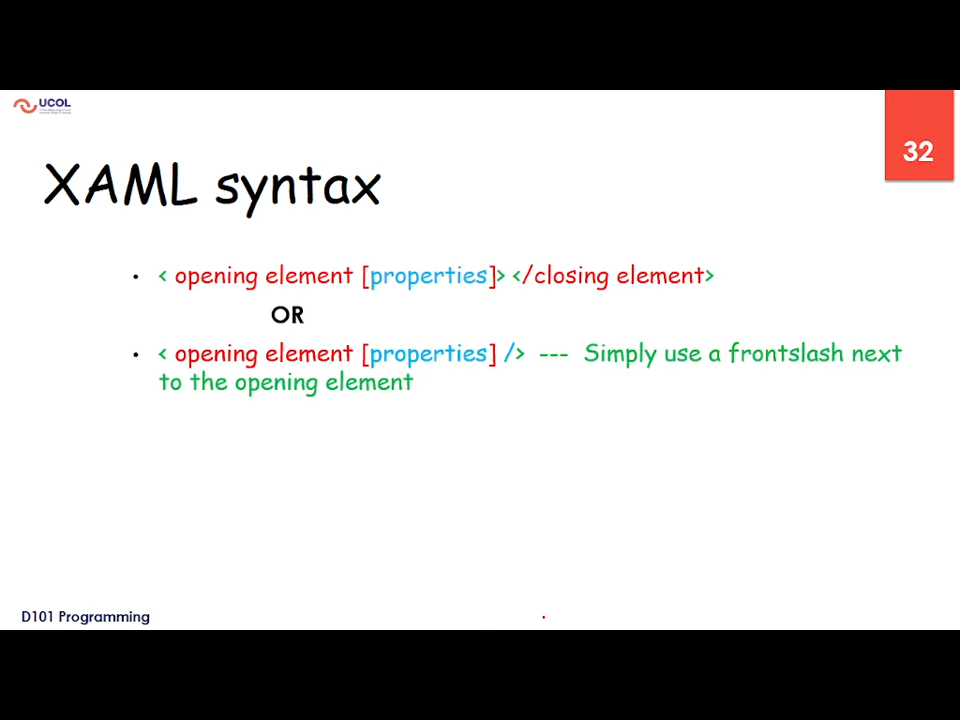 UCOL
32
XAML syntax
• < opening element [properties]> </closing element>
OR
• < opening element [properties] /> --- Simply use a frontslash next
to the opening element
D101 Programming